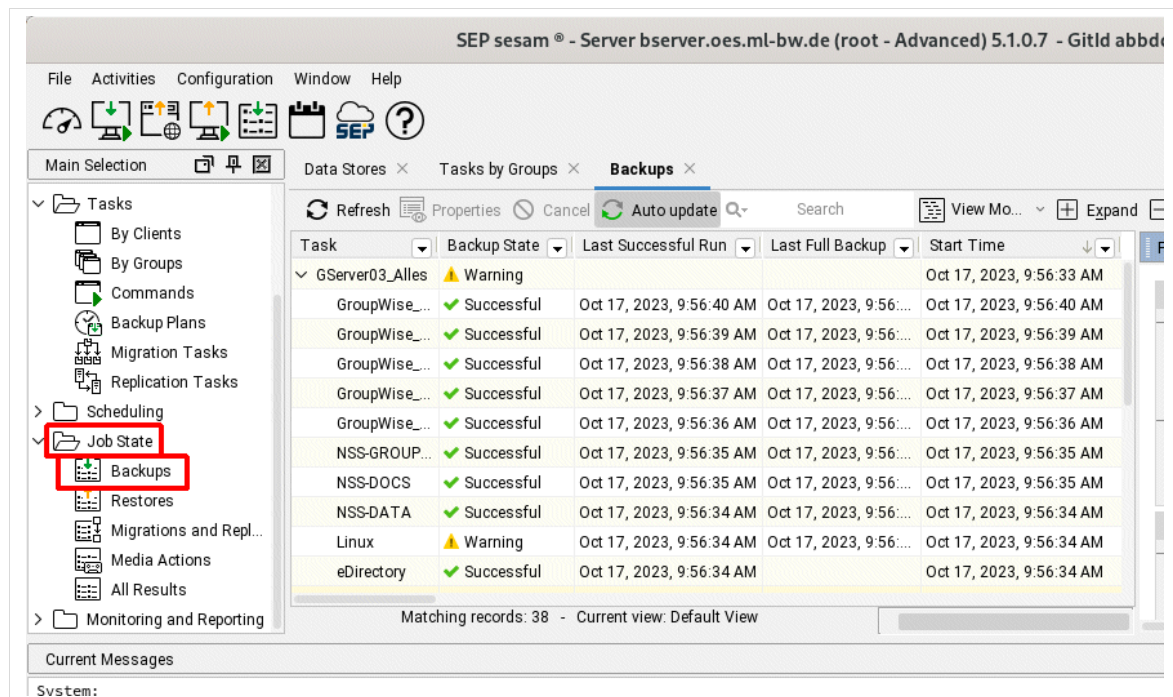 SEP sesam ® - Server bserver.oes.ml-bw.de (root - Advanced) 5.1.0.7 - GitId abbd
File Activities Configuration Window Help
SEP
Main Selection
Data Stores Tasks by Groups Backups
Tasks
By Clients
By Groups
Commands
Backup Plans
Migration Tasks
Replication Tasks
Scheduling
Job State
Backups
Restores
Migrations and Repl...
Media Actions
All Results
Monitoring and Reporting
Refresh Properties Cancel Auto update Search View Mo... Expand
Task Backup State Last Successful Run Last Full Backup Start Time
GServer03_Alles Warning Oct 17, 2023, 9:56:33 AM
GroupWise_... Successful Oct 17, 2023, 9:56:40 AM Oct 17, 2023, 9:56:... Oct 17, 2023, 9:56:40 AM
GroupWise_... Successful Oct 17, 2023, 9:56:39 AM Oct 17, 2023, 9:56:... Oct 17, 2023, 9:56:39 AM
GroupWise_... Successful Oct 17, 2023, 9:56:38 AM Oct 17, 2023, 9:56:... Oct 17, 2023, 9:56:38 AM
GroupWise_... Successful Oct 17, 2023, 9:56:37 AM Oct 17, 2023, 9:56:... Oct 17, 2023, 9:56:37 AM
GroupWise_... Successful Oct 17, 2023, 9:56:36 AM Oct 17, 2023, 9:56:... Oct 17, 2023, 9:56:36 AM
NSS-GROUP... Successful Oct 17, 2023, 9:56:35 AM Oct 17, 2023, 9:56:... Oct 17, 2023, 9:56:35 AM
NSS-DOCS Successful Oct 17, 2023, 9:56:35 AM Oct 17, 2023, 9:56:... Oct 17, 2023, 9:56:35 AM
NSS-DATA Successful Oct 17, 2023, 9:56:34 AM Oct 17, 2023, 9:56:... Oct 17, 2023, 9:56:34 AM
Linux Warning Oct 17, 2023, 9:56:34 AM Oct 17, 2023, 9:56:... Oct 17, 2023, 9:56:34 AM
eDirectory Successful Oct 17, 2023, 9:56:34 AM Oct 17, 2023, 9:56:34 AM
Matching records: 38 - Current view: Default View
Current Messages
System: